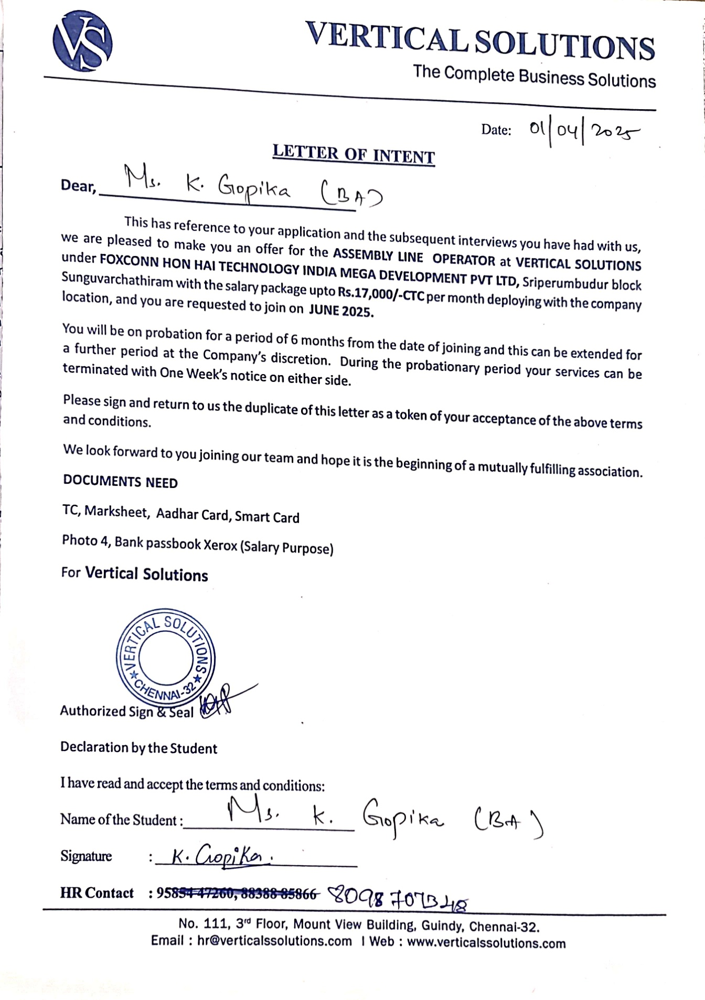 VS
VERTICAL SOLUTIONS
The Complete Business Solutions
Date: 01/04/2025
LETTER OF INTENT
Dear, Ms. K. Gopika (BA)
This has reference to your application and the subsequent interviews you have had with us,
we are pleased to make you an offer for the ASSEMBLY LINE OPERATOR at VERTICAL SOLUTIONS
under FOXCONN HON HAI TECHNOLOGY INDIA MEGA DEVELOPMENT PVT LTD, Sriperumbudur block
Sunguvarchathiram with the salary package upto Rs.17,000/-CTC per month deploying with the company
location, and you are requested to join on JUNE 2025.
You will be on probation for a period of 6 months from the date of joining and this can be extended for
a further period at the Company's discretion. During the probationary period your services can be
terminated with One Week's notice on either side.
Please sign and return to us the duplicate of this letter as a token of your acceptance of the above terms
and conditions.
We look forward to you joining our team and hope it is the beginning of a mutually fulfilling association.
DOCUMENTS NEED
TC, Marksheet, Aadhar Card, Smart Card
Photo 4, Bank passbook Xerox (Salary Purpose)
For Vertical Solutions
VERTICAL SOLUTIONS
★ CHENNAI-32 ★
Authorized Sign & Seal
Declaration by the Student
I have read and accept the terms and conditions:
Name of the Student : Ms. K. Gopika (BA)
Signature : K. Gopika.
HR Contact : 95854 47260, 88388 85866 8098 707348
No. 111, 3rd Floor, Mount View Building, Guindy, Chennai-32.
Email : hr@verticalssolutions.com I Web : www.verticalssolutions.com